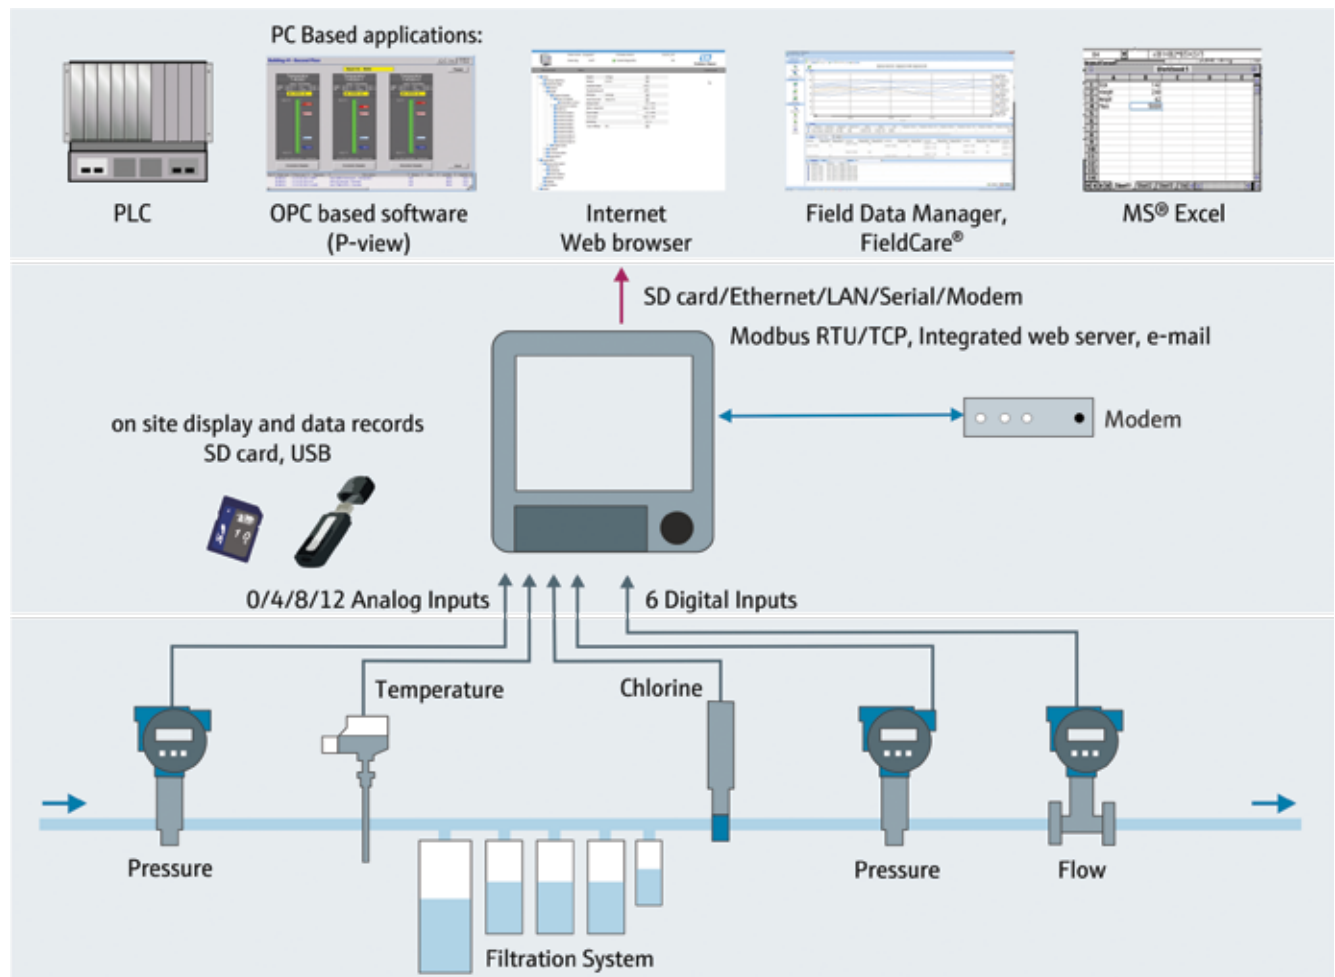 PC Based applications:
PLC
OPC based software
(P-view)
Internet
Web browser
Field Data Manager,
FieldCare®
MS® Excel
SD card/Ethernet/LAN/Serial/Modem
Modbus RTU/TCP, Integrated web server, e-mail
on site display and data records
SD card, USB
Modem
0/4/8/12 Analog Inputs
6 Digital Inputs
Temperature
Chlorine
Pressure
Pressure
Flow
Filtration System